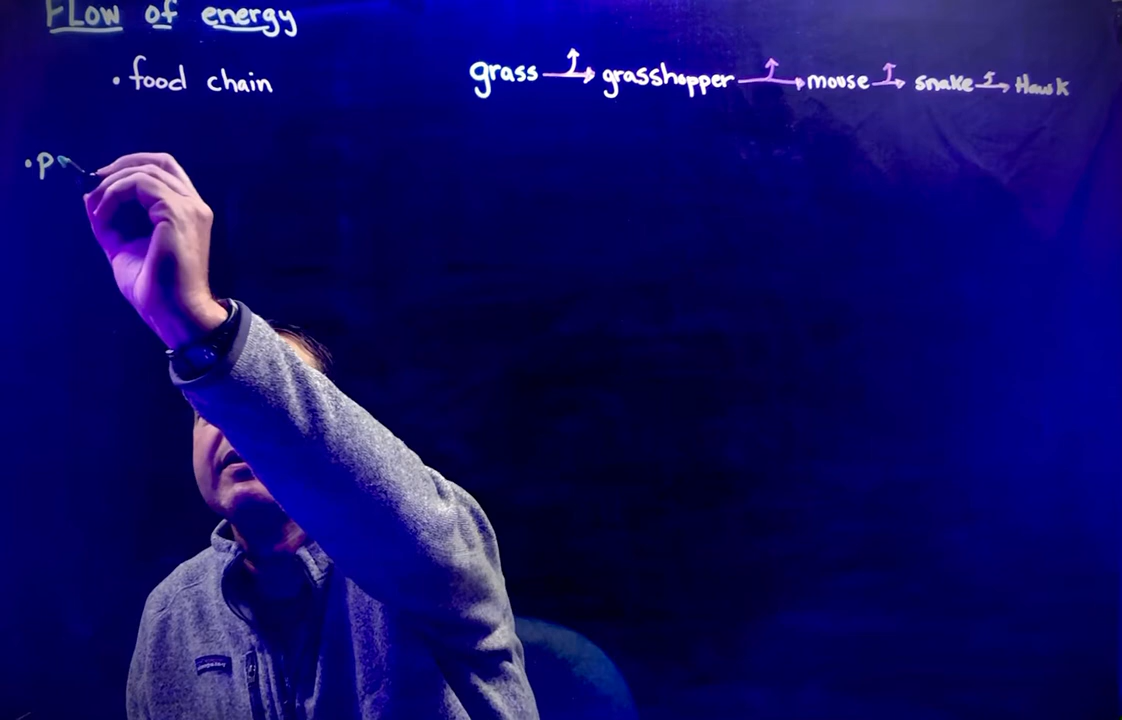 Flow of energy
• food chain
grass → grasshopper → mouse → snake → Hawk
• p